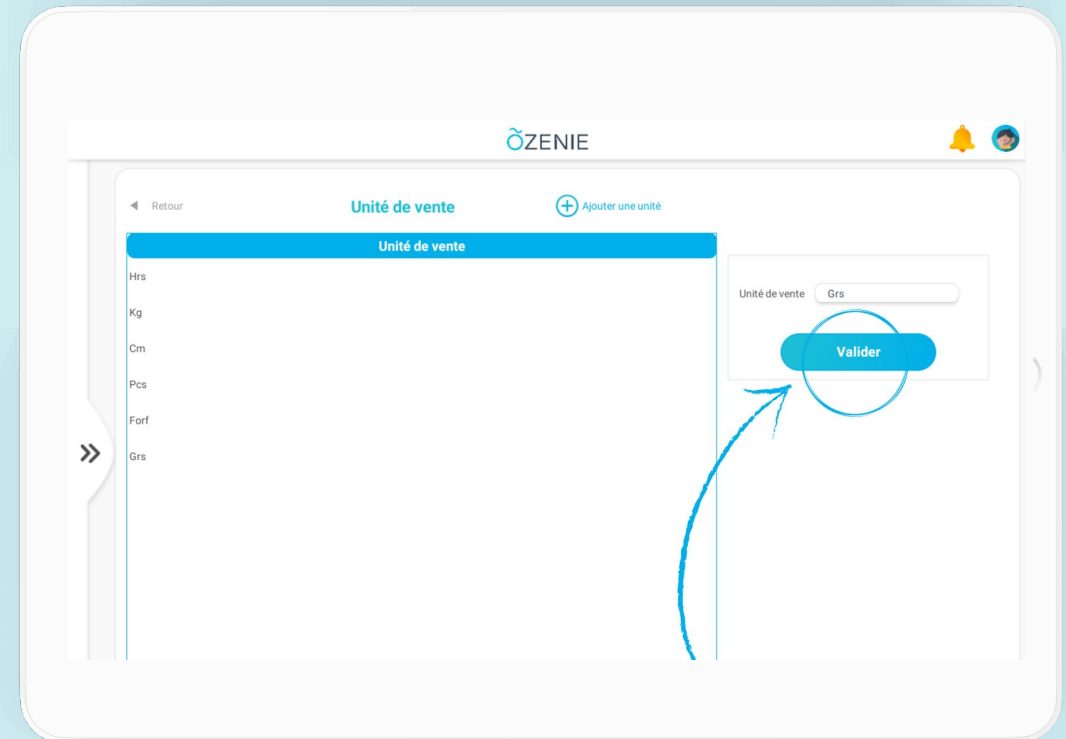 ÕZENIE
Retour
Unité de vente
Ajouter une unité
Unité de vente
Hrs
Kg
Cm
Pcs
Forf
Grs
Unité de vente
Grs
Valider